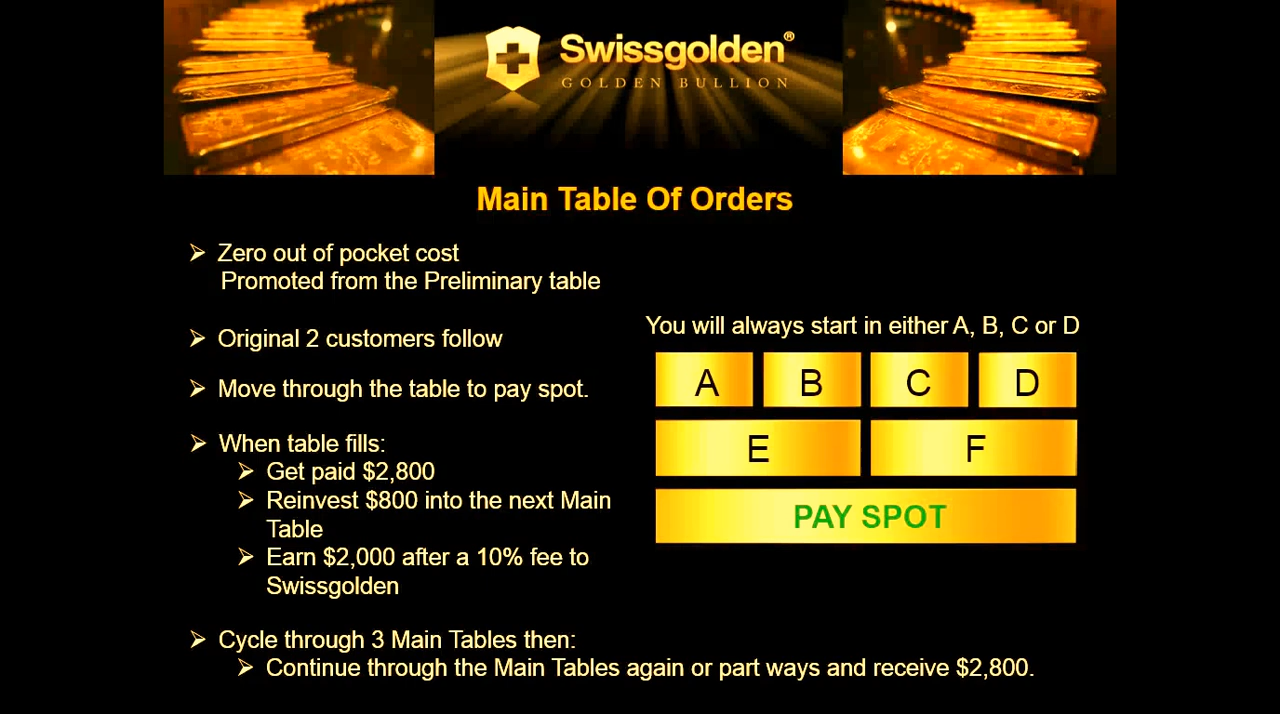 Swissgolden®
GOLDEN BULLION
Main Table Of Orders
➢ Zero out of pocket cost
Promoted from the Preliminary table
➢ Original 2 customers follow
➢ Move through the table to pay spot.
➢ When table fills:
➢ Get paid $2,800
➢ Reinvest $800 into the next Main
Table
➢ Earn $2,000 after a 10% fee to
Swissgolden
You will always start in either A, B, C or D
A B C D
E F
PAY SPOT
➢ Cycle through 3 Main Tables then:
➢ Continue through the Main Tables again or part ways and receive $2,800.